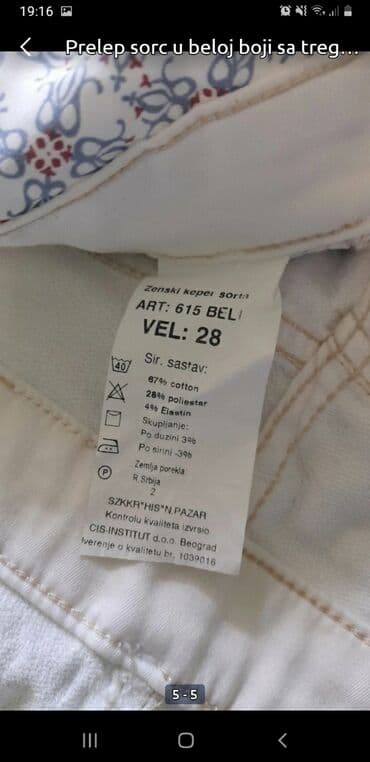 19:16
Prelep sorc u beloj boji sa treg...
Zenski keper sorts
ART: 615 BELI
VEL: 28
Sir. sastav:
40
67% cotton
28% poliestar
4% Elastin
Skupljanje:
Po duzini 3%
Po sirini -3%
Zemlja porekla:
R.Srbija
2
P
SZKKR"HIS"N.PAZAR
Kontrolu kvaliteta izvrsio
CIS-INSTITUT d.o.o. Beograd
Uverenje o kvalitetu br. 1039016
5 - 5